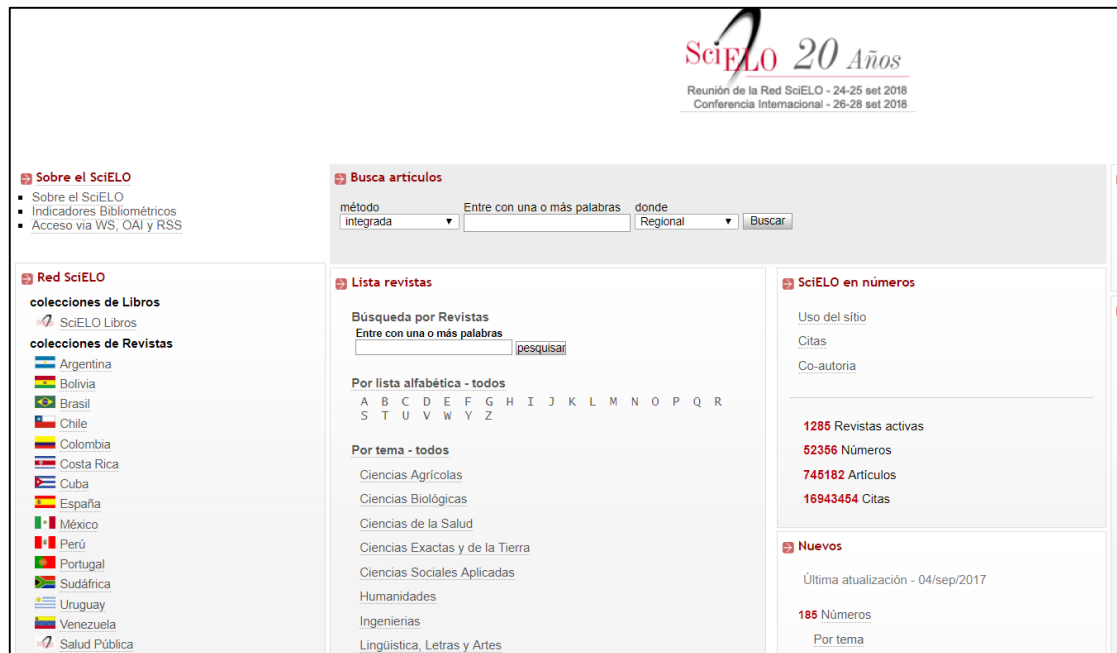 SciELO 20 Años
Reunión de la Red SciELO - 24-25 set 2018
Conferencia Internacional - 26-28 set 2018
Sobre el SciELO
Sobre el SciELO
Indicadores Bibliométricos
Acceso via WS, OAI y RSS
Busca artículos
método Entre con una o más palabras donde
integrada Regional Buscar
Red SciELO
colecciones de Libros
SciELO Libros
colecciones de Revistas
Argentina
Bolivia
Brasil
Chile
Colombia
Costa Rica
Cuba
España
México
Perú
Portugal
Sudáfrica
Uruguay
Venezuela
Salud Pública
Lista revistas
Búsqueda por Revistas
Entre con una o más palabras
pesquisar
Por lista alfabética - todos
A B C D E F G H I J K L M N O P Q R
S T U V W Y Z
Por tema - todos
Ciencias Agrícolas
Ciencias Biológicas
Ciencias de la Salud
Ciencias Exactas y de la Tierra
Ciencias Sociales Aplicadas
Humanidades
Ingenierias
Lingüistica, Letras y Artes
SciELO en números
Uso del sítio
Citas
Co-autoria
1285 Revistas activas
52356 Números
745182 Artículos
16943454 Citas
Nuevos
Última atualización - 04/sep/2017
185 Números
Por tema